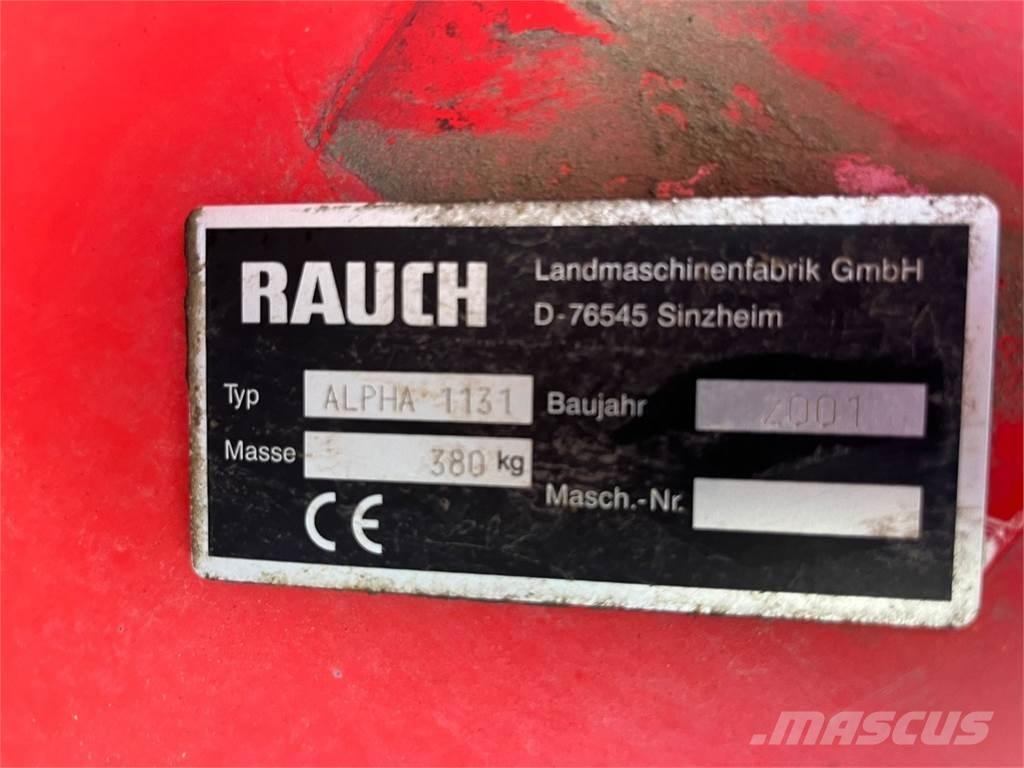 RAUCH
Landmaschinenfabrik GmbH
D-76545 Sinzheim
Typ ALPHA 1131
Baujahr 2001
Masse 380 kg
Masch.-Nr.
CE
MASCUS